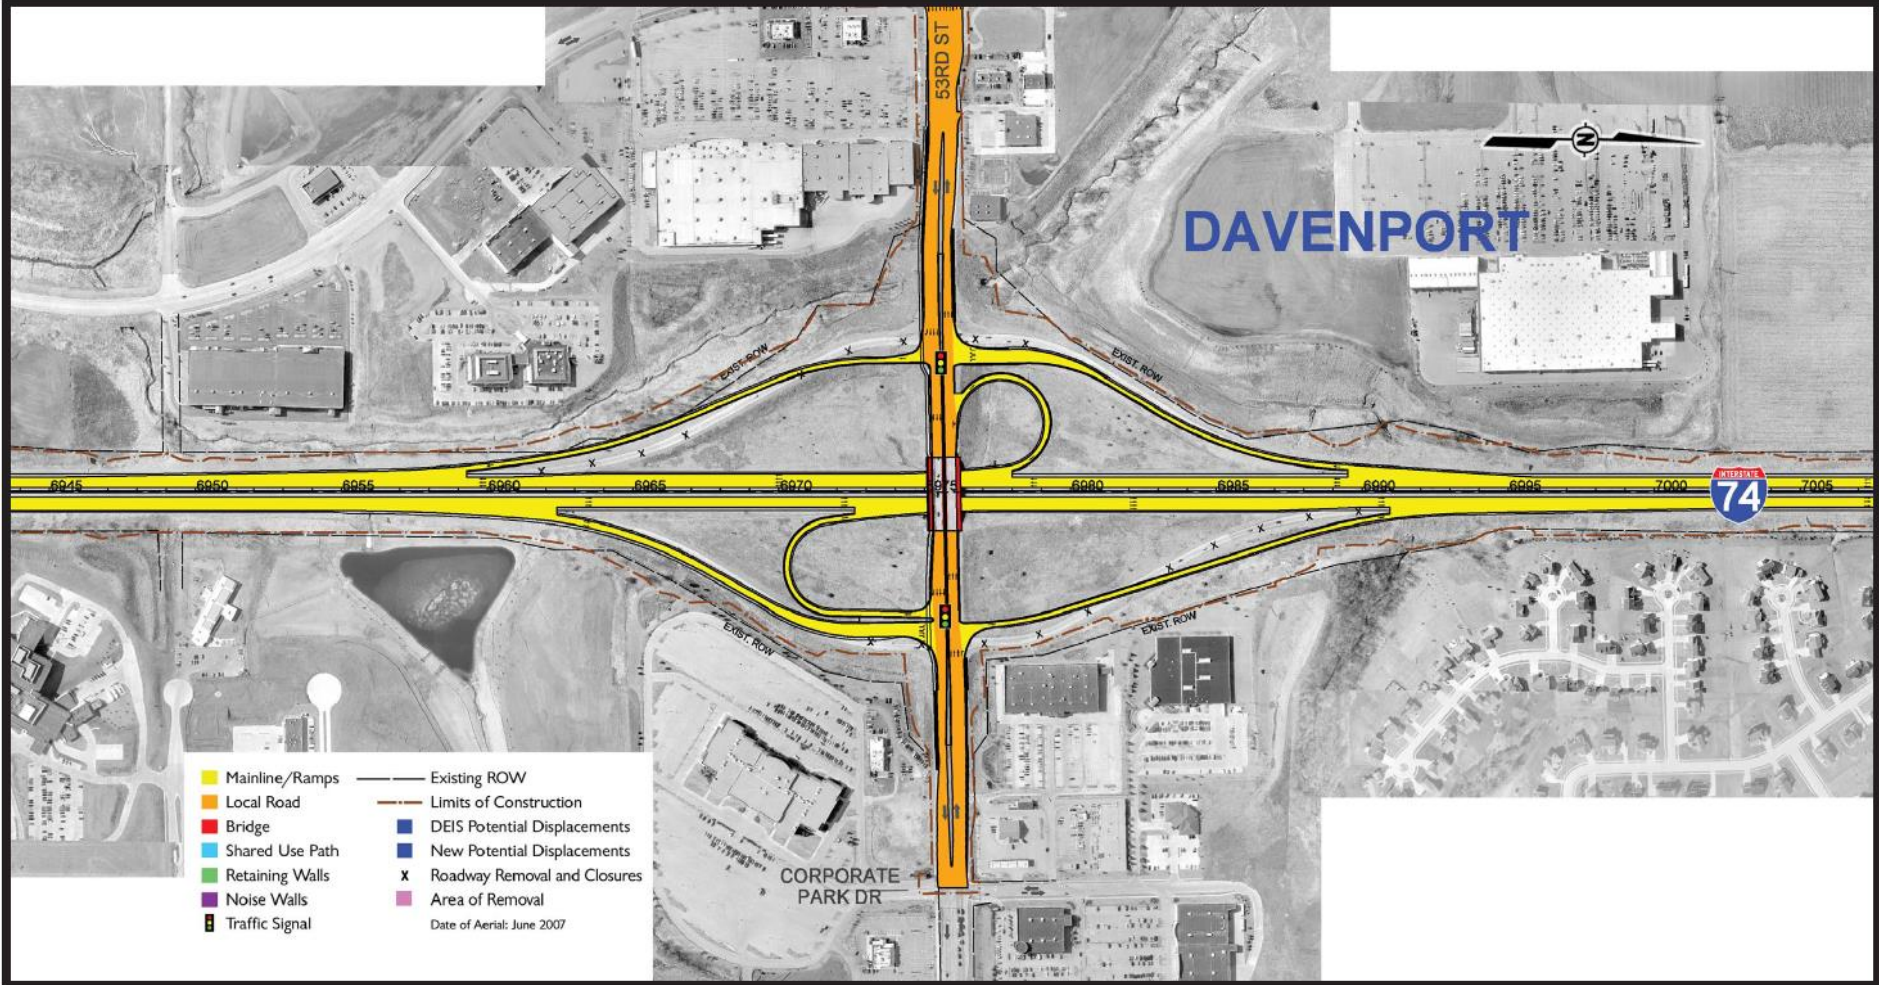 53RD ST
N
DAVENPORT
EXIST. ROW
EXIST. ROW
6945
6950
6955
6960
6965
6970
6975
6980
6985
6990
6995
7000
7005
INTERSTATE
74
EXIST. ROW
EXIST. ROW
CORPORATE
PARK DR
Mainline/Ramps
Local Road
Bridge
Shared Use Path
Retaining Walls
Noise Walls
Traffic Signal
Existing ROW
Limits of Construction
DEIS Potential Displacements
New Potential Displacements
X Roadway Removal and Closures
Area of Removal
Date of Aerial: June 2007